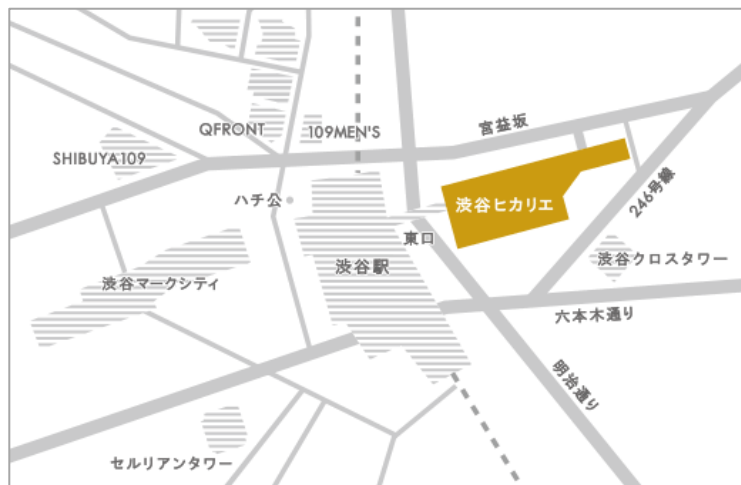 宮益坂
QFRONT
109MEN'S
SHIBUYA109
渋谷ヒカリエ
246号線
ハチ公
東口
渋谷クロスタワー
渋谷駅
渋谷マークシティ
六本木通り
明治通り
セルリアンタワー